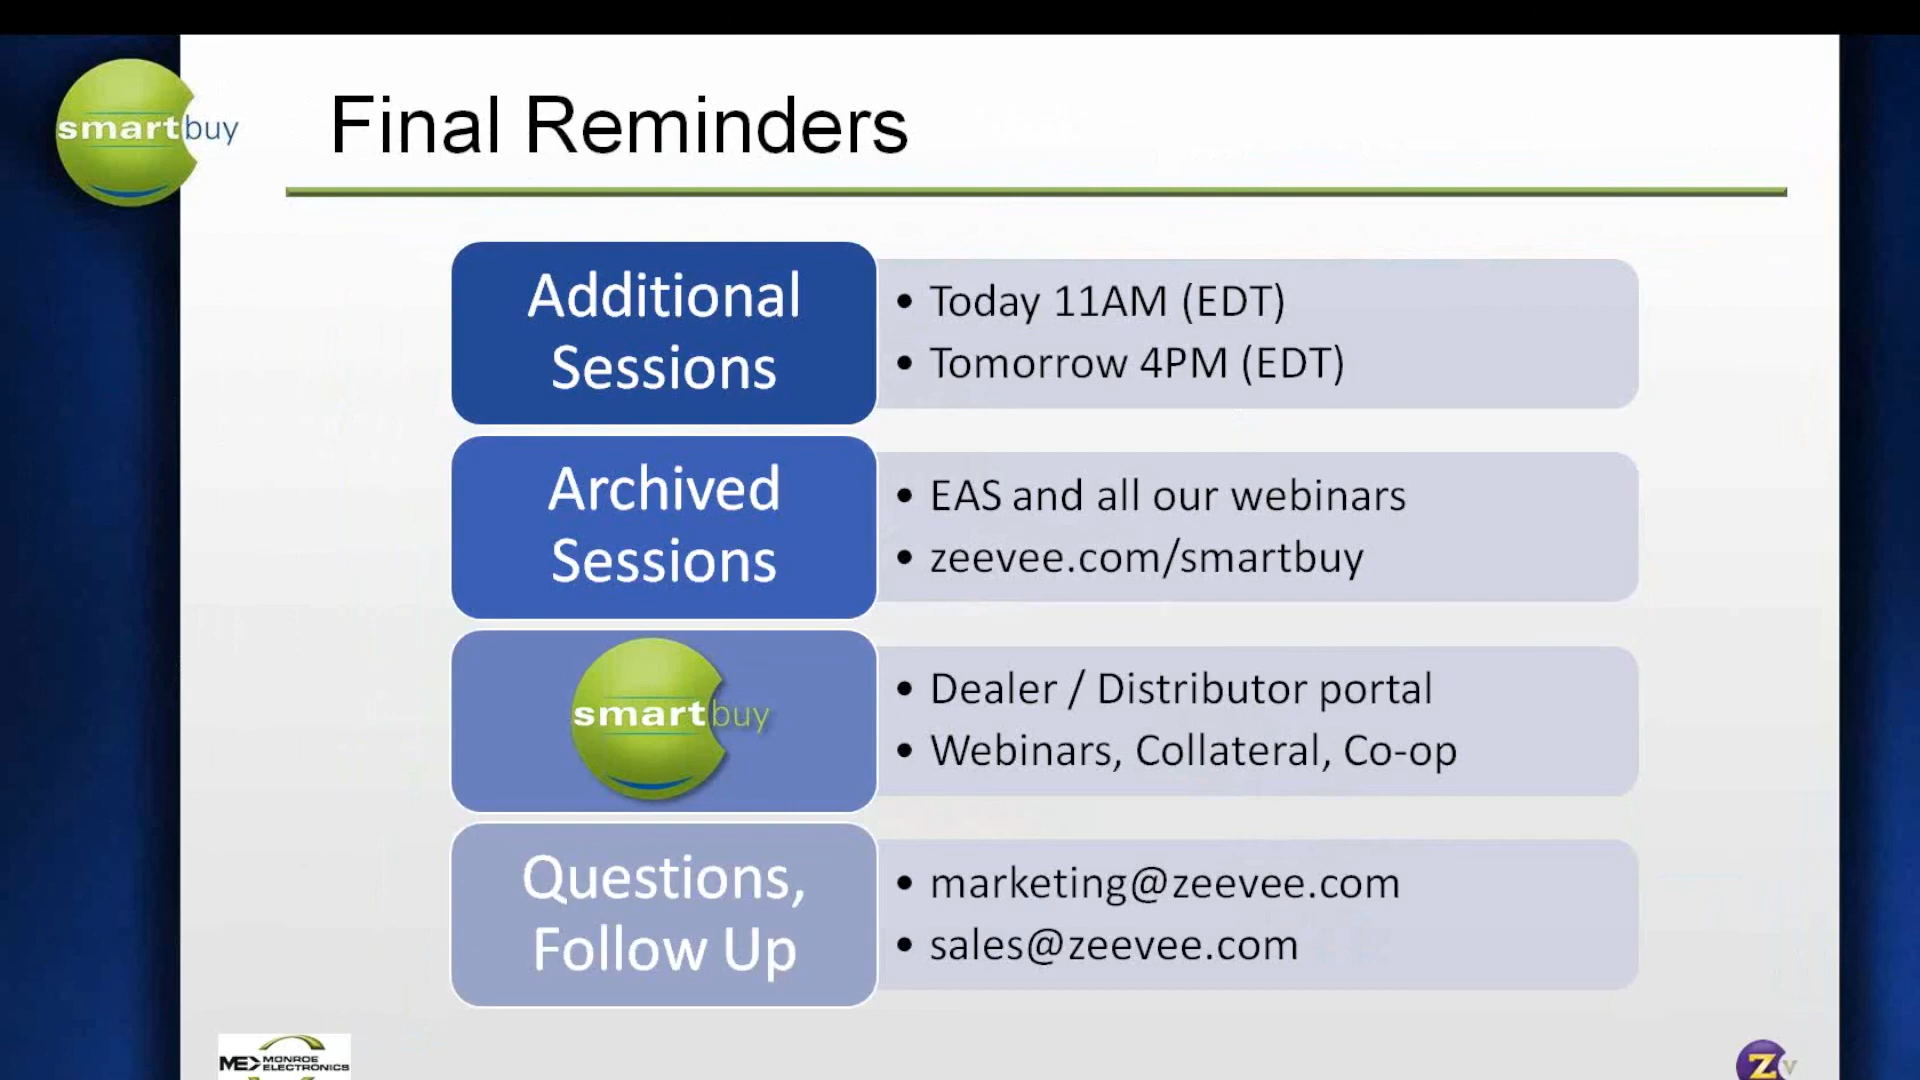 smartbuy
Final Reminders
Additional
Sessions
• Today 11AM (EDT)
• Tomorrow 4PM (EDT)
Archived
Sessions
• EAS and all our webinars
• zeevee.com/smartbuy
smartbuy
• Dealer / Distributor portal
• Webinars, Collateral, Co-op
Questions,
Follow Up
• marketing@zeevee.com
• sales@zeevee.com
MONROE
ELECTRONICS
Zv